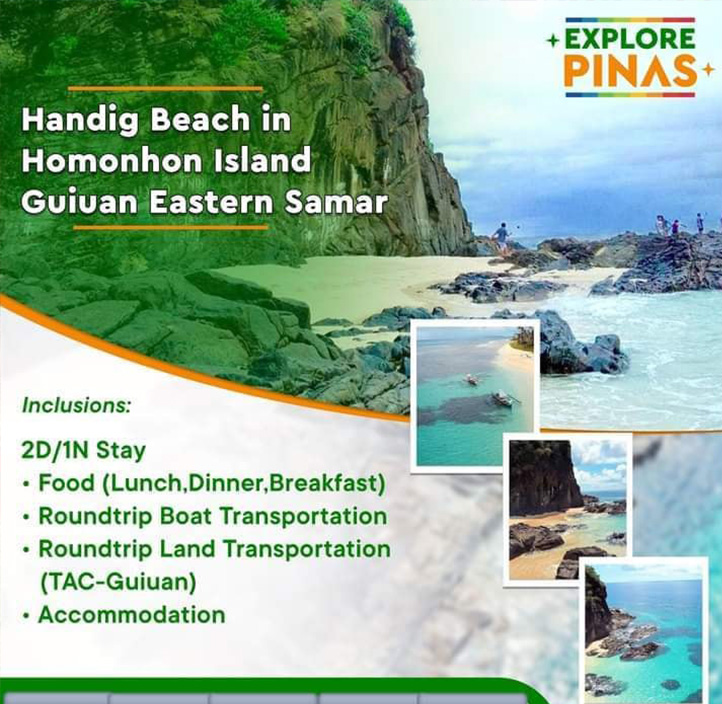 EXPLORE
PINAS
Handig Beach in
Homonhon Island
Guiuan Eastern Samar
Inclusions:
2D/1N Stay
• Food (Lunch,Dinner,Breakfast)
• Roundtrip Boat Transportation
• Roundtrip Land Transportation
(TAC-Guiuan)
• Accommodation